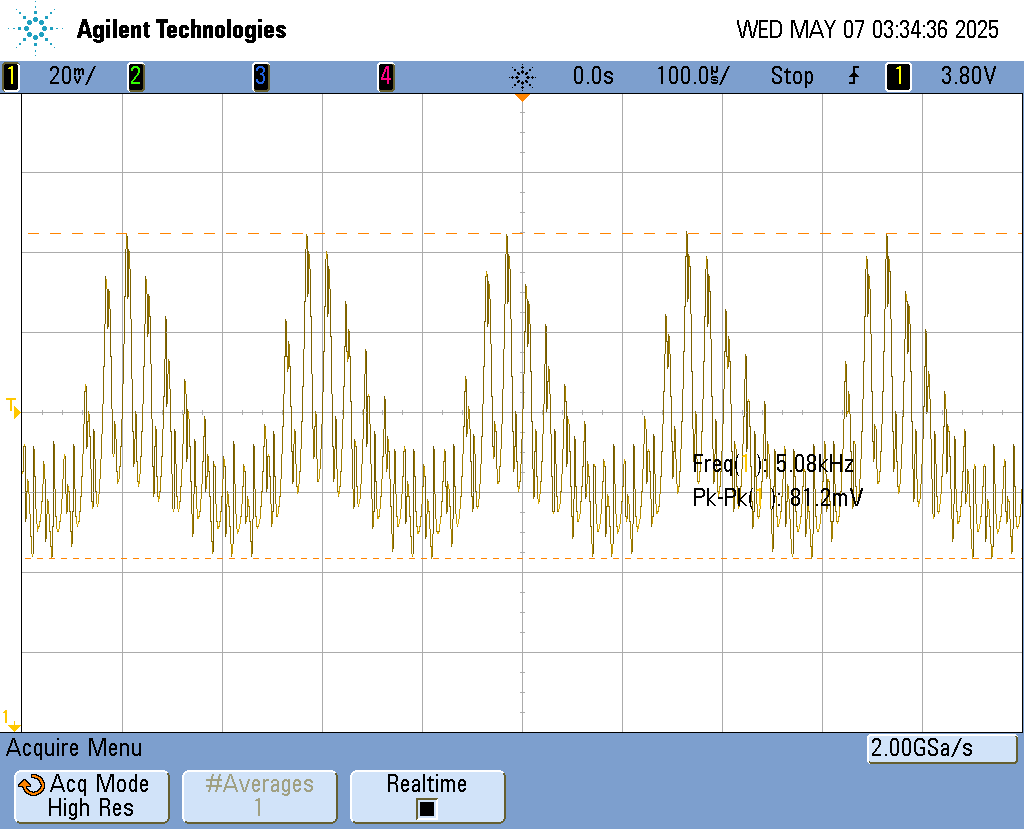 Agilent Technologies WED MAY 07 03:34:36 2025
1 20mV/ 2 3 4 0.0s 100.0μs/ Stop 1 3.80V
T
Freq(1): 5.08kHz
Pk-Pk(1): 81.2mV
1
Acquire Menu 2.00GSa/s
Acq Mode #Averages Realtime
High Res 1